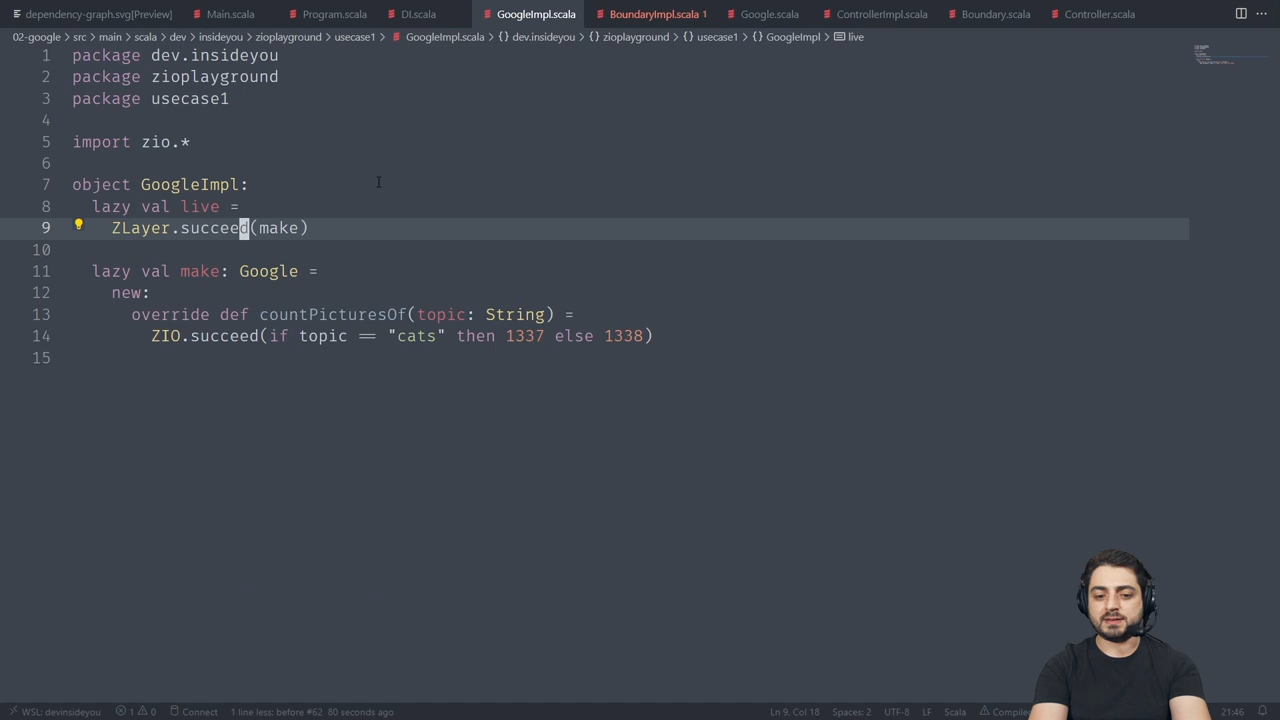 dependency-graph.svg[Preview] Main.scala Program.scala DI.scala GoogleImpl.scala BoundaryImpl.scala 1 Google.scala ControllerImpl.scala Boundary.scala Controller.scala
02-google > src > main > scala > dev > insideyou > zioplayground > usecase1 > GoogleImpl.scala > {} dev.insideyou > {} zioplayground > {} usecase1 > {} GoogleImpl > live
1 package dev.insideyou
2 package zioplayground
3 package usecase1
4
5 import zio.*
6
7 object GoogleImpl:
8 lazy val live =
9 ZLayer.succeed(make)
10
11 lazy val make: Google =
12 new:
13 override def countPicturesOf(topic: String) =
14 ZIO.succeed(if topic == "cats" then 1337 else 1338)
15
WSL: devinsideyou 1 0 Connect 1 line less: before #62 80 seconds ago Ln 9, Col 18 Spaces: 2 UTF-8 LF Scala Compiled 21:46